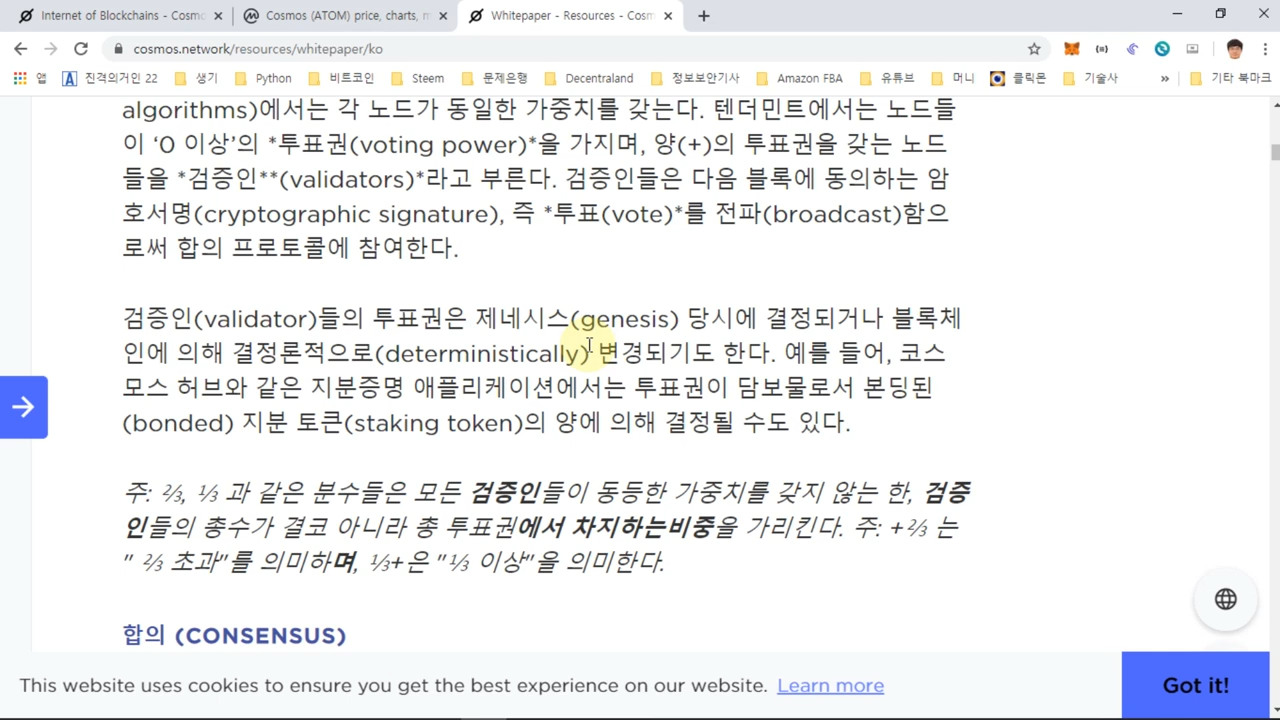 Internet of Blockchains - Cosmo
Cosmos (ATOM) price, charts, m
Whitepaper - Resources - Cosm
cosmos.network/resources/whitepaper/ko
앱
진격의거인 22
생기
Python
비트코인
Steem
문제은행
Decentraland
정보보안기사
Amazon FBA
유튜브
머니
클릭몬
기술사
»
기타 북마크
algorithms)에서는 각 노드가 동일한 가중치를 갖는다. 텐더민트에서는 노드들
이 ‘0 이상’의 *투표권(voting power)*을 가지며, 양(+)의 투표권을 갖는 노드
들을 *검증인**(validators)*라고 부른다. 검증인들은 다음 블록에 동의하는 암
호서명(cryptographic signature), 즉 *투표(vote)*를 전파(broadcast)함으
로써 합의 프로토콜에 참여한다.
검증인(validator)들의 투표권은 제네시스(genesis) 당시에 결정되거나 블록체
인에 의해 결정론적으로(deterministically) 변경되기도 한다. 예를 들어, 코스
모스 허브와 같은 지분증명 애플리케이션에서는 투표권이 담보물로서 본딩된
(bonded) 지분 토큰(staking token)의 양에 의해 결정될 수도 있다.
주: ⅔, ⅓ 과 같은 분수들은 모든 검증인들이 동등한 가중치를 갖지 않는 한, 검증
인들의 총수가 결코 아니라 총 투표권에서 차지하는비중을 가리킨다. 주: +⅔ 는
" ⅔ 초과"를 의미하며, ⅓+은 "⅓ 이상"을 의미한다.
합의 (CONSENSUS)
This website uses cookies to ensure you get the best experience on our website. Learn more
Got it!